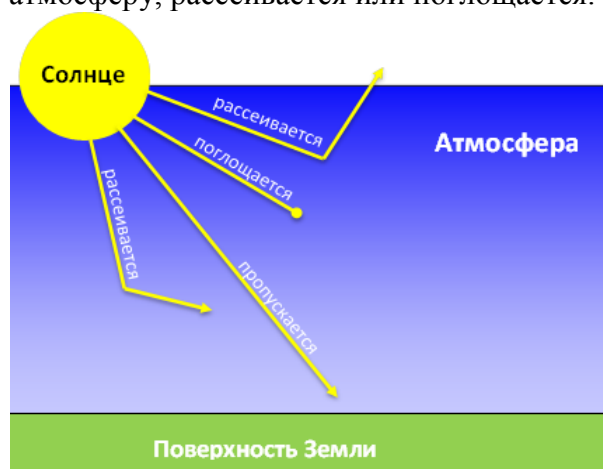 атмосферу, рассеивается или поглощается.
Солнце
рассеивается
Атмосфера
поглощается
рассеивается
пропускается
Поверхность Земли